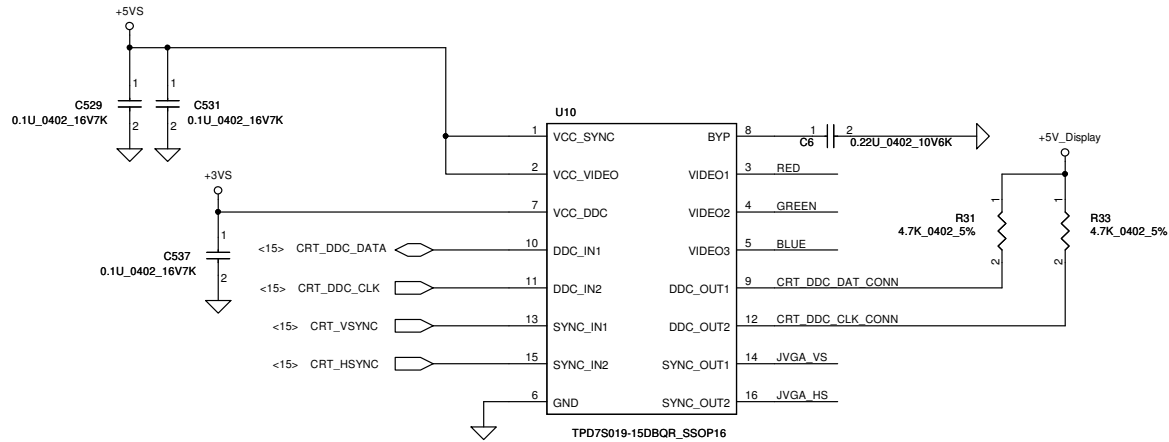 +5VS
1
1
C529
C531
0.1U_0402_16V7K
0.1U_0402_16V7K
2
2
U10
1
VCC_SYNC
BYP
8
1
2
C6
0.22U_0402_10V6K
+5V_Display
2
VCC_VIDEO
VIDEO1
3
RED
+3VS
7
VCC_DDC
VIDEO2
4
GREEN
1
1
R31
R33
4.7K_0402_5%
4.7K_0402_5%
2
2
1
C537
0.1U_0402_16V7K
2
<15> CRT_DDC_DATA
10
DDC_IN1
VIDEO3
5
BLUE
<15> CRT_DDC_CLK
11
DDC_IN2
DDC_OUT1
9
CRT_DDC_DAT_CONN
<15> CRT_VSYNC
13
SYNC_IN1
DDC_OUT2
12
CRT_DDC_CLK_CONN
<15> CRT_HSYNC
15
SYNC_IN2
SYNC_OUT1
14
JVGA_VS
6
GND
SYNC_OUT2
16
JVGA_HS
TPD7S019-15DBQR_SSOP16